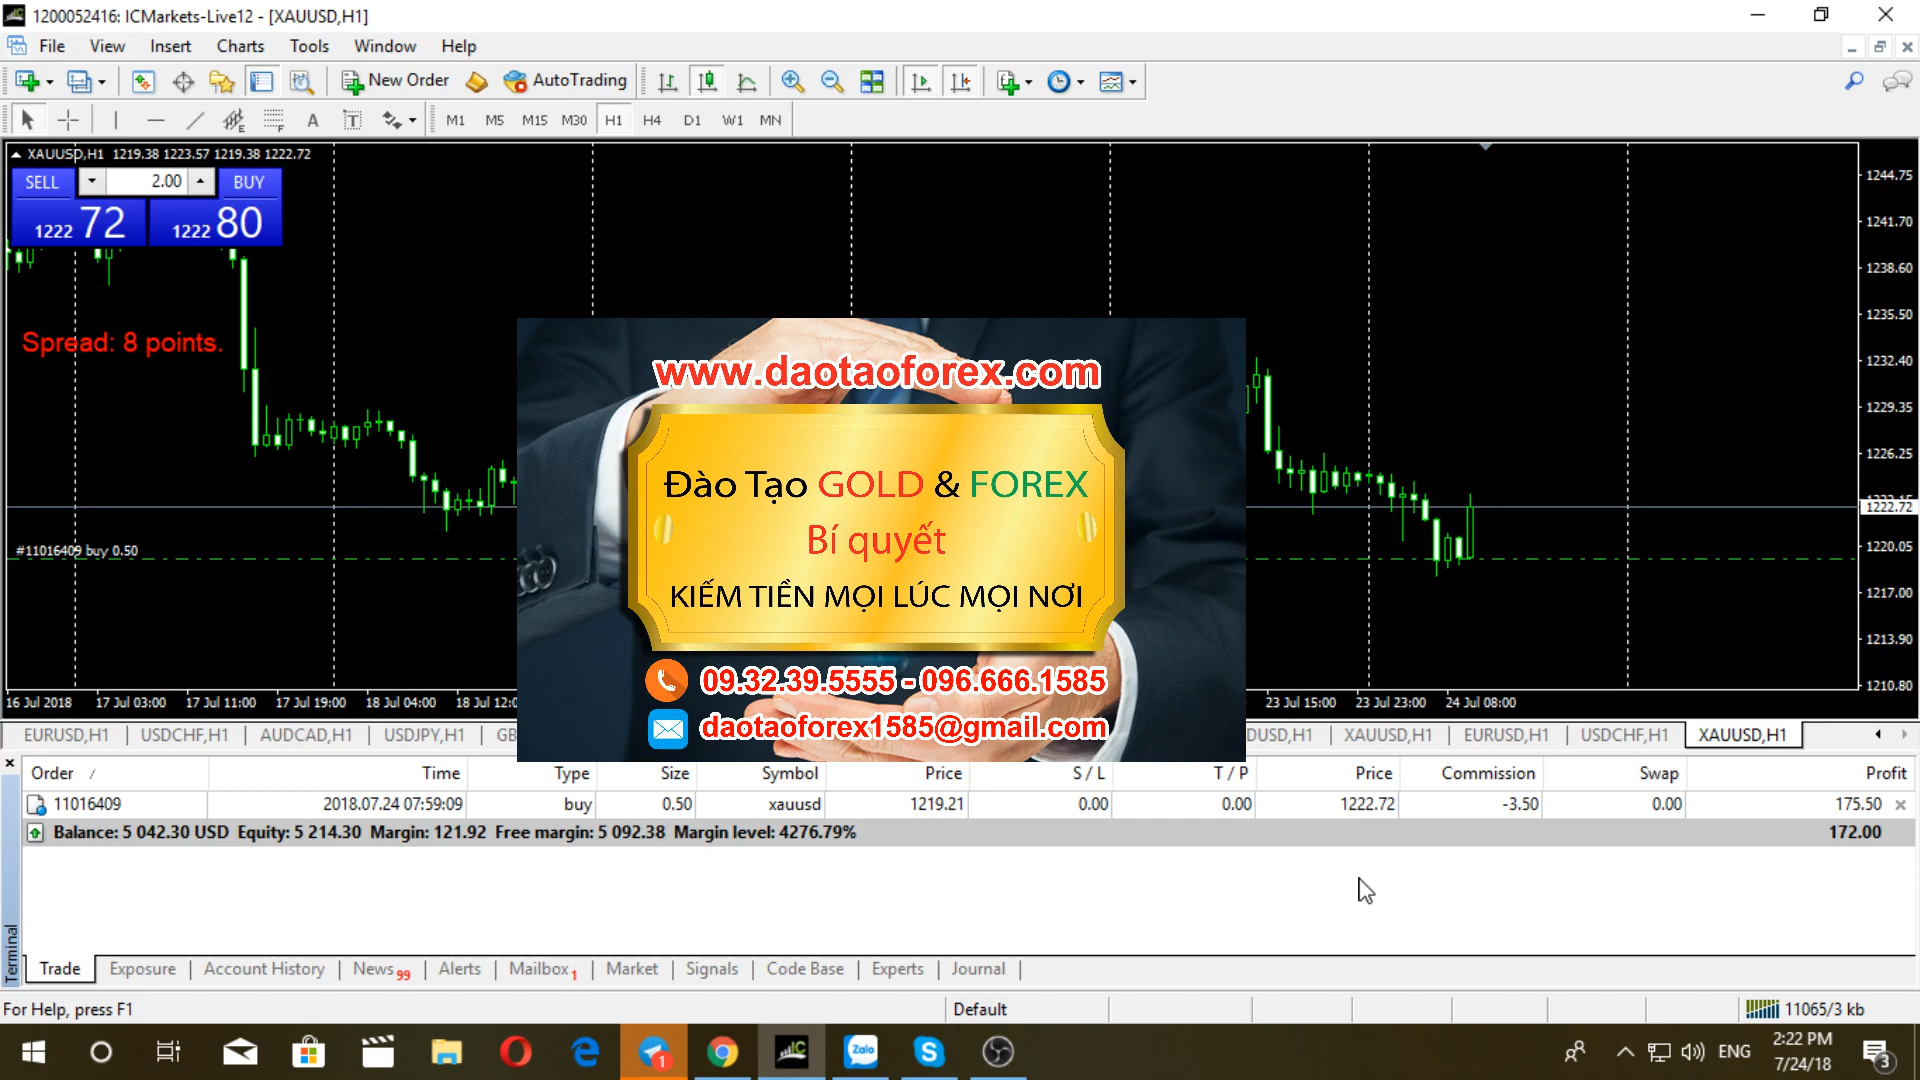 1200052416: ICMarkets-Live12 - [XAUUSD,H1]
File View Insert Charts Tools Window Help
New Order AutoTrading
A T M1 M5 M15 M30 H1 H4 D1 W1 MN
XAUUSD,H1 1219.38 1223.57 1219.38 1222.72
SELL 2.00 BUY
1222 72 1222 80
Spread: 8 points.
#11016409 buy 0.50
1244.75
1241.70
1238.60
1235.50
1232.40
1229.35
1226.25
1222.72
1220.05
1217.00
1213.90
1210.80
www.daotaoforex.com
Đào Tạo GOLD & FOREX
Bí quyết
KIẾM TIỀN MỌI LÚC MỌI NƠI
09.32.39.5555 - 096.666.1585
daotaoforex1585@gmail.com
16 Jul 2018 17 Jul 03:00 17 Jul 11:00 17 Jul 19:00 18 Jul 04:00 18 Jul 12:0 23 Jul 15:00 23 Jul 23:00 24 Jul 08:00
EURUSD,H1 USDCHF,H1 AUDCAD,H1 USDJPY,H1 GB DUSD,H1 XAUUSD,H1 EURUSD,H1 USDCHF,H1 XAUUSD,H1
Order / Time Type Size Symbol Price S / L T / P Price Commission Swap Profit
11016409 2018.07.24 07:59:09 buy 0.50 xauusd 1219.21 0.00 0.00 1222.72 -3.50 0.00 175.50
Balance: 5 042.30 USD Equity: 5 214.30 Margin: 121.92 Free margin: 5 092.38 Margin level: 4276.79% 172.00
Terminal
Trade Exposure Account History News 99 Alerts Mailbox 1 Market Signals Code Base Experts Journal
For Help, press F1 Default 11065/3 kb
1 IC Zalo ENG 2:22 PM
7/24/18 3